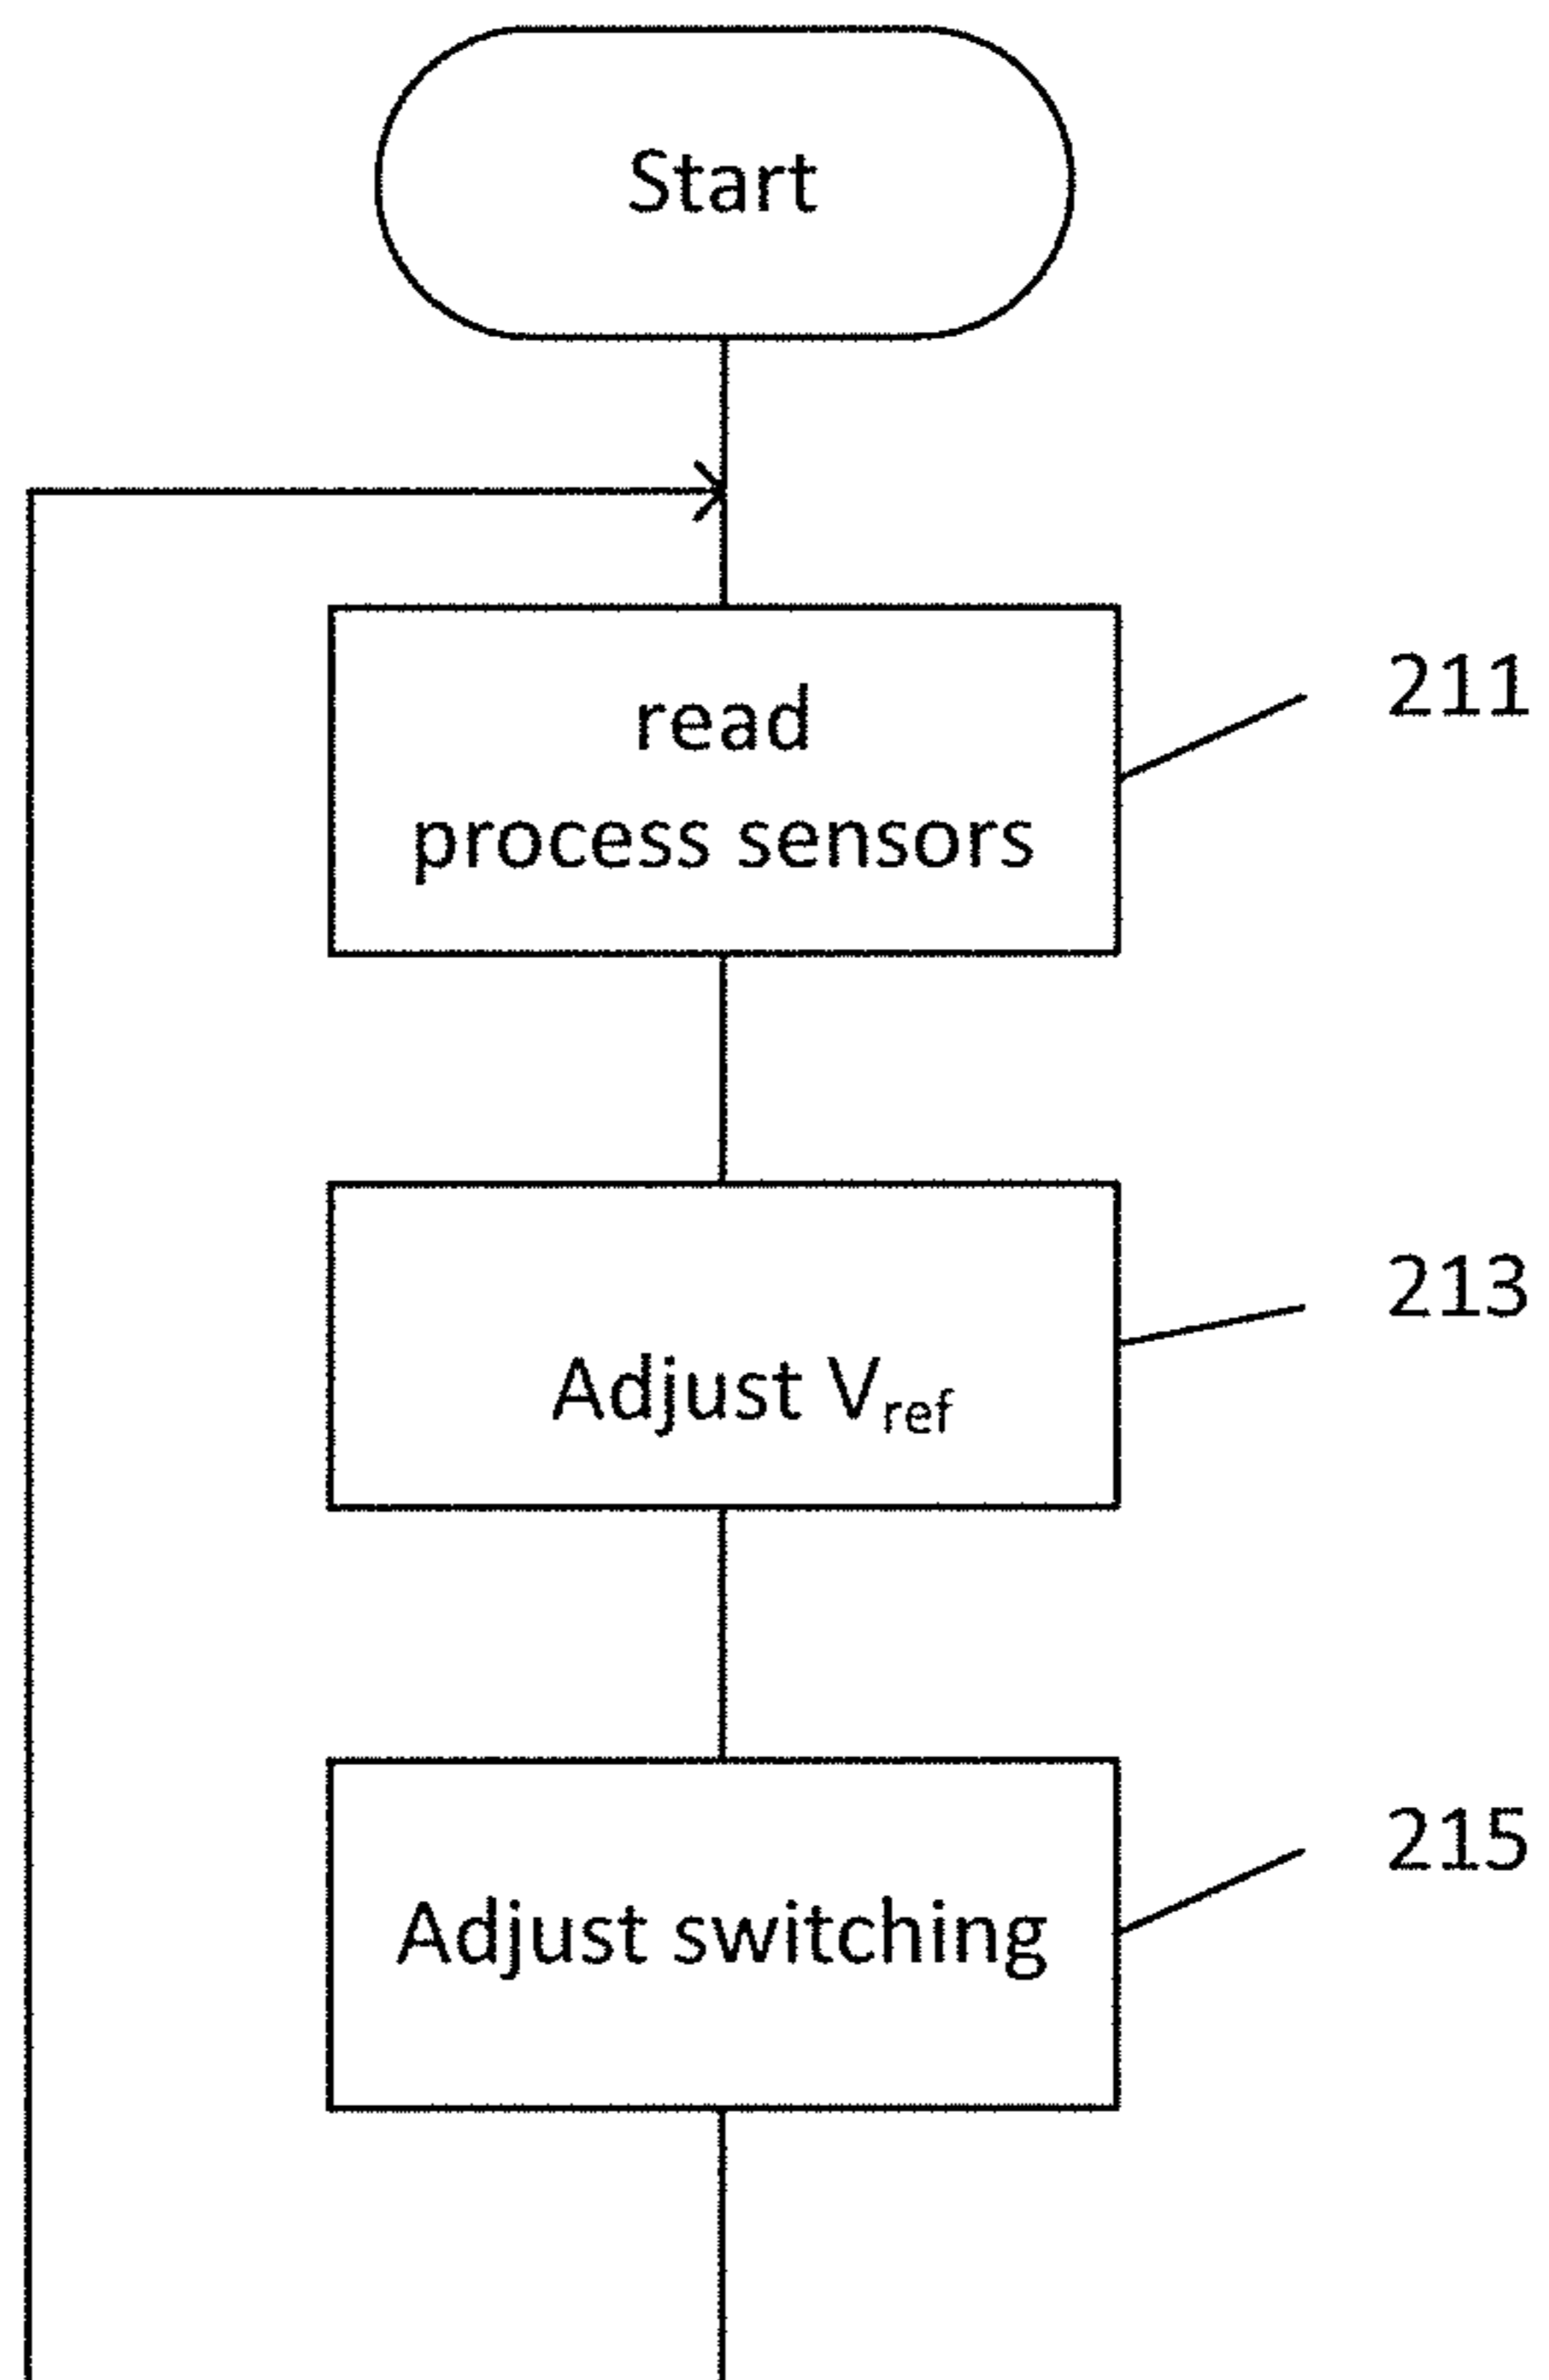 Start
read
process sensors
211
Adjust Vref
213
Adjust switching
215